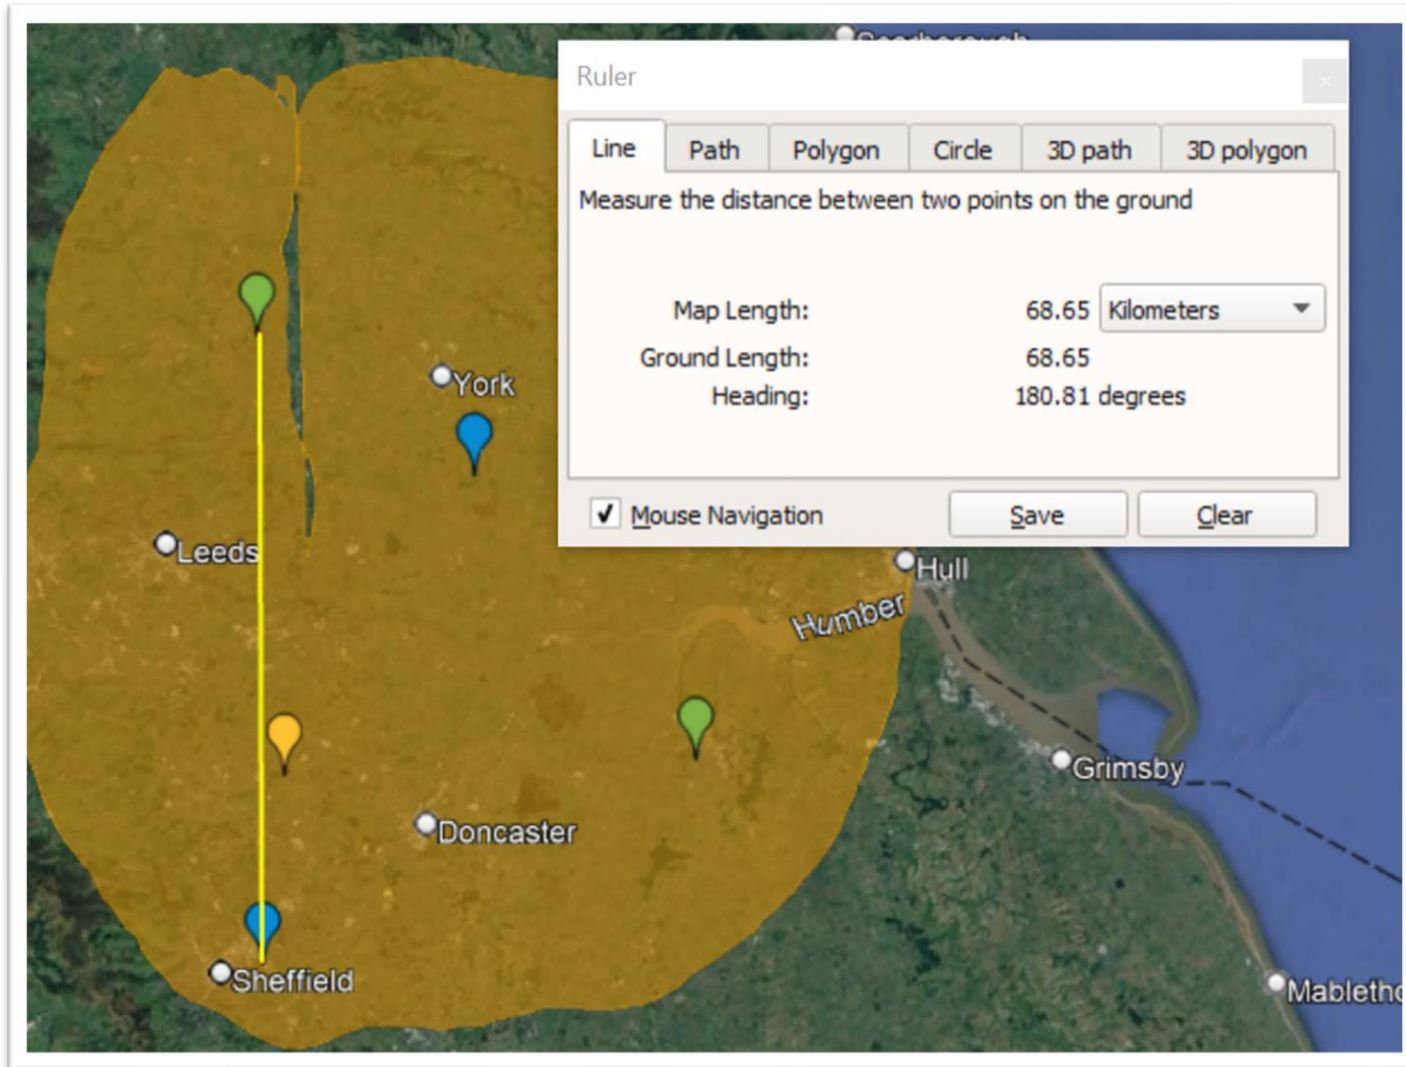 Scarborough
Ruler
Line Path Polygon Circle 3D path 3D polygon
Measure the distance between two points on the ground
Map Length: 68.65 Kilometers
Ground Length: 68.65
Heading: 180.81 degrees
Mouse Navigation Save Clear
York
Leeds
Hull
Humber
Grimsby
Doncaster
Sheffield
Mabletho